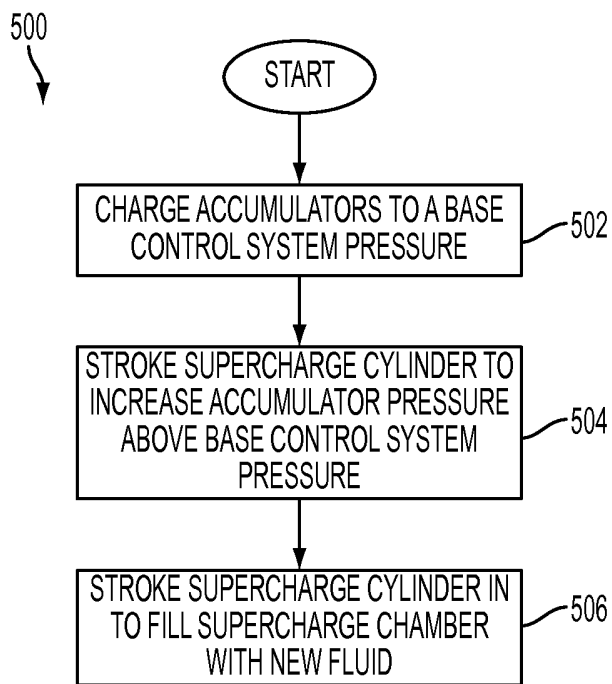 500
START
CHARGE ACCUMULATORS TO A BASE
CONTROL SYSTEM PRESSURE
502
STROKE SUPERCHARGE CYLINDER TO
INCREASE ACCUMULATOR PRESSURE
ABOVE BASE CONTROL SYSTEM
PRESSURE
504
STROKE SUPERCHARGE CYLINDER IN
TO FILL SUPERCHARGE CHAMBER
WITH NEW FLUID
506